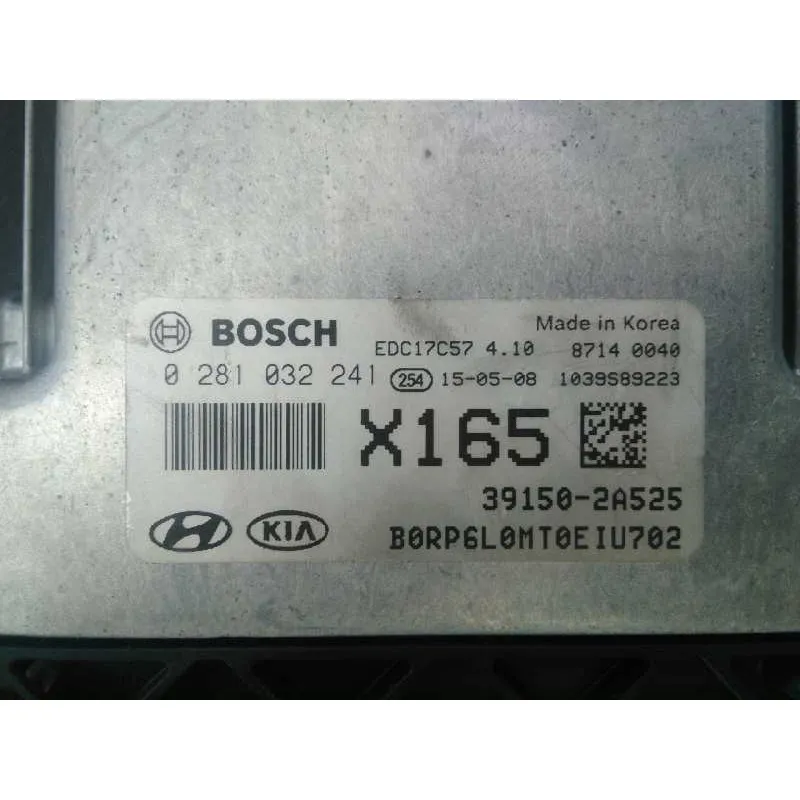 BOSCH
Made in Korea
EDC17C57 4.10 8714 0040
0 281 032 241 254 15-05-08 1039S89223
X165
39150-2A525
KIA
B0RP6L0MT0EIU702